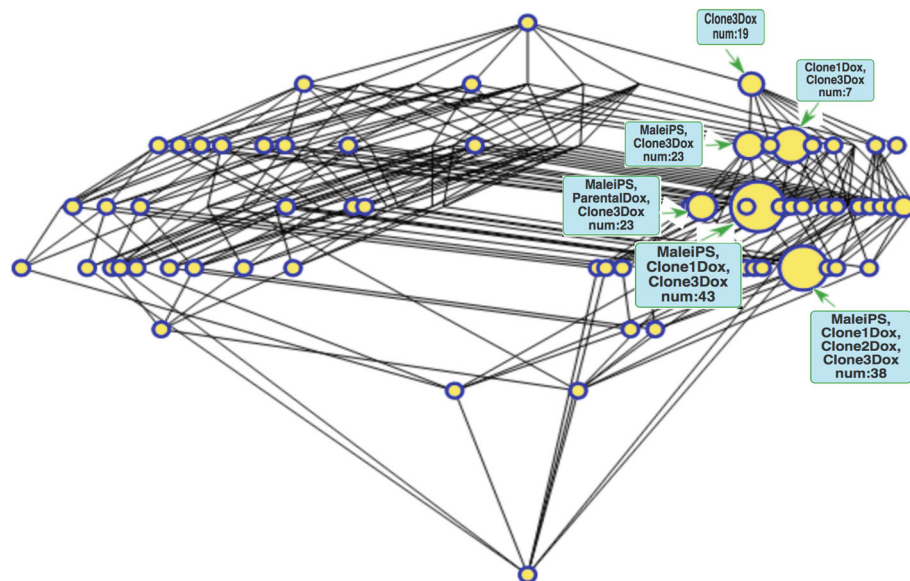 Clone3Dox
num:19
Clone1Dox,
Clone3Dox
num:7
MaleiPS,
Clone3Dox
num:23
MaleiPS,
ParentalDox,
Clone3Dox
num:23
MaleiPS,
Clone1Dox,
Clone3Dox
num:43
MaleiPS,
Clone1Dox,
Clone2Dox,
Clone3Dox
num:38